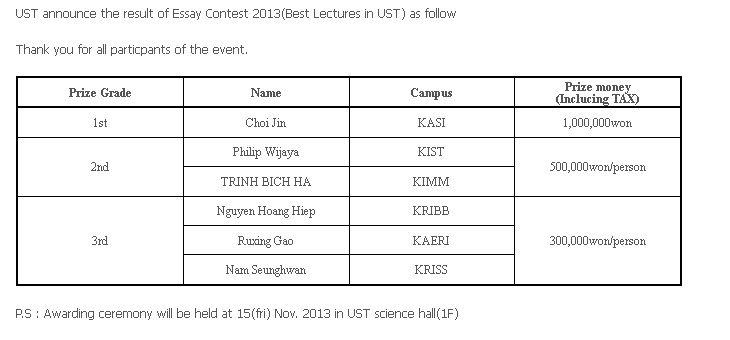 UST announce the result of Essay Contest 2013(Best Lectures in UST) as follow
Thank you for all particpants of the event.
Prize Grade Name Campus Prize money
(Inclucing TAX)
1st Choi Jin KASI 1,000,000won
2nd Philip Wijaya KIST 500,000won/person
TRINH BICH HA KIMM
3rd Nguyen Hoang Hiep KRIBB 300,000won/person
Ruxing Gao KAERI
Nam Seunghwan KRISS
P.S : Awarding ceremony will be held at 15(fri) Nov. 2013 in UST science hall(1F)